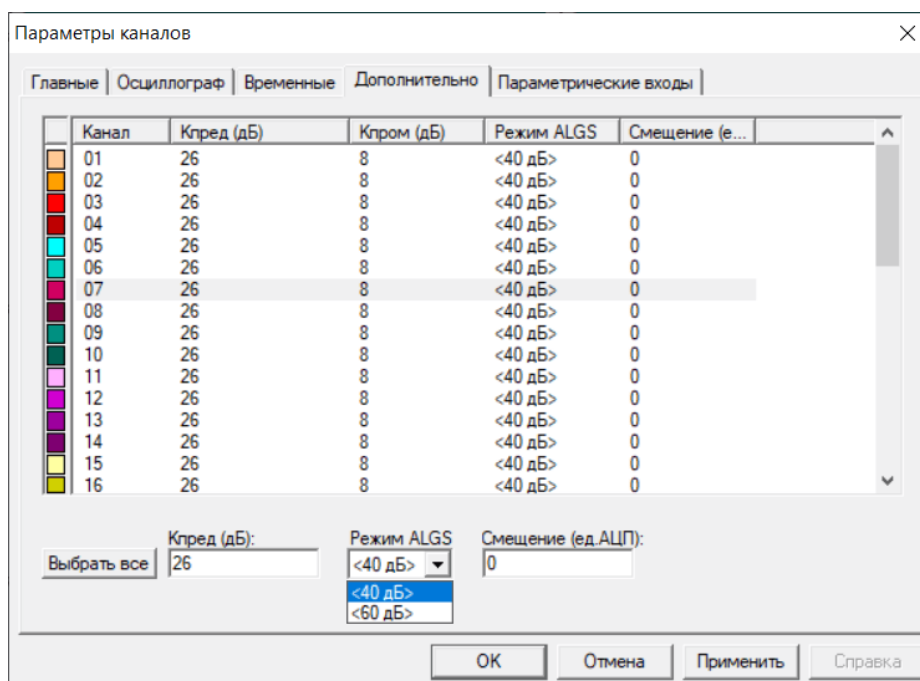 Параметры каналов
Главные Осциллограф Временные Дополнительно Параметрические входы
Канал Кпред (дБ) Кпром (дБ) Режим ALGS Смещение (е...
01 26 8 <40 дБ> 0
02 26 8 <40 дБ> 0
03 26 8 <40 дБ> 0
04 26 8 <40 дБ> 0
05 26 8 <40 дБ> 0
06 26 8 <40 дБ> 0
07 26 8 <40 дБ> 0
08 26 8 <40 дБ> 0
09 26 8 <40 дБ> 0
10 26 8 <40 дБ> 0
11 26 8 <40 дБ> 0
12 26 8 <40 дБ> 0
13 26 8 <40 дБ> 0
14 26 8 <40 дБ> 0
15 26 8 <40 дБ> 0
16 26 8 <40 дБ> 0
Кпред (дБ): Режим ALGS Смещение (ед.АЦП):
Выбрать все 26 <40 дБ> 0
<40 дБ>
<60 дБ>
OK Отмена Применить Справка